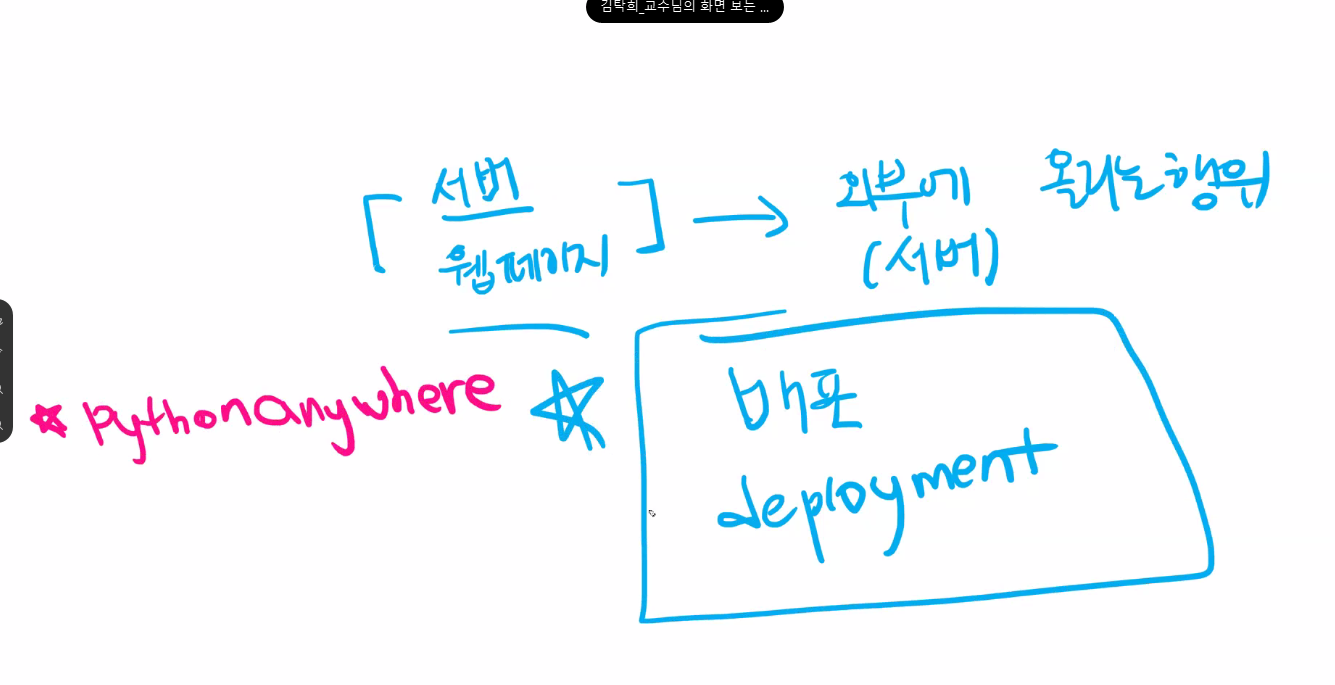 김탁희_교수님의 화면 보는 ...
서버
웹페이지
외부에 올리는 행위
(서버)
pythonanywhere
배포
deployment